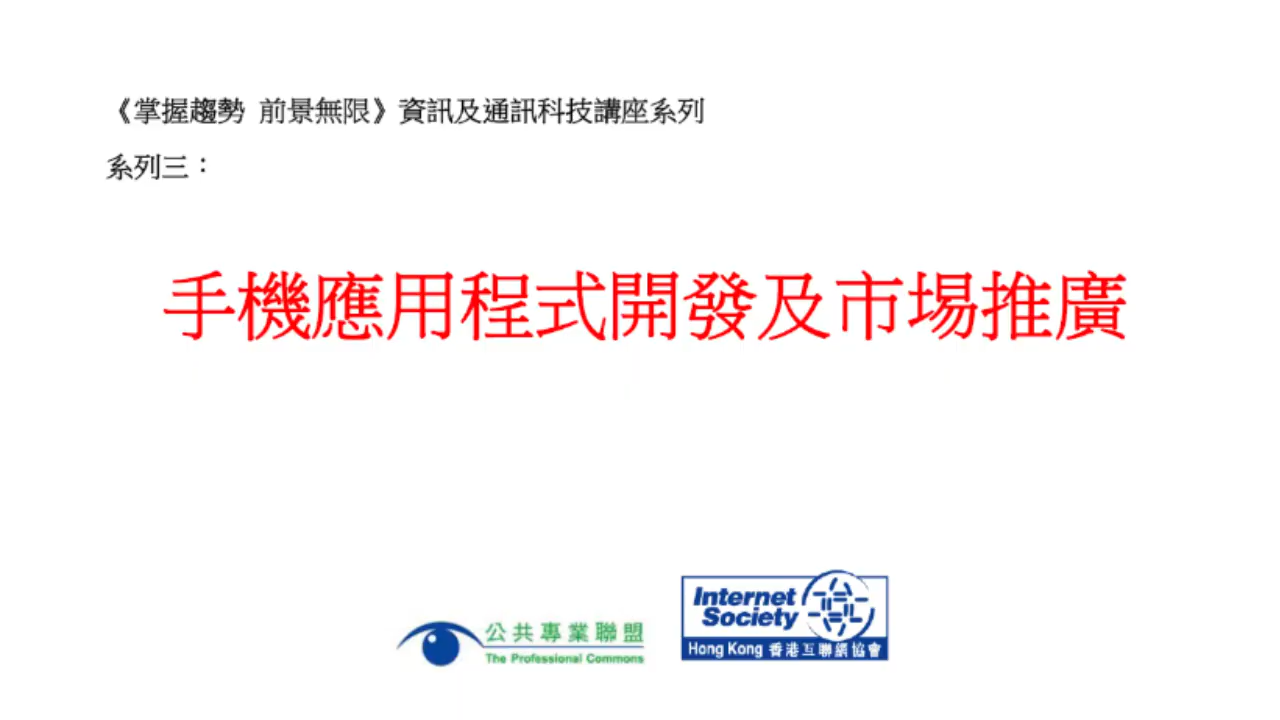 《掌握趨勢 前景無限》資訊及通訊科技講座系列
系列三：
手機應用程式開發及市場推廣
公共專業聯盟
The Professional Commons
Internet
Society
Hong Kong 香港互聯網協會